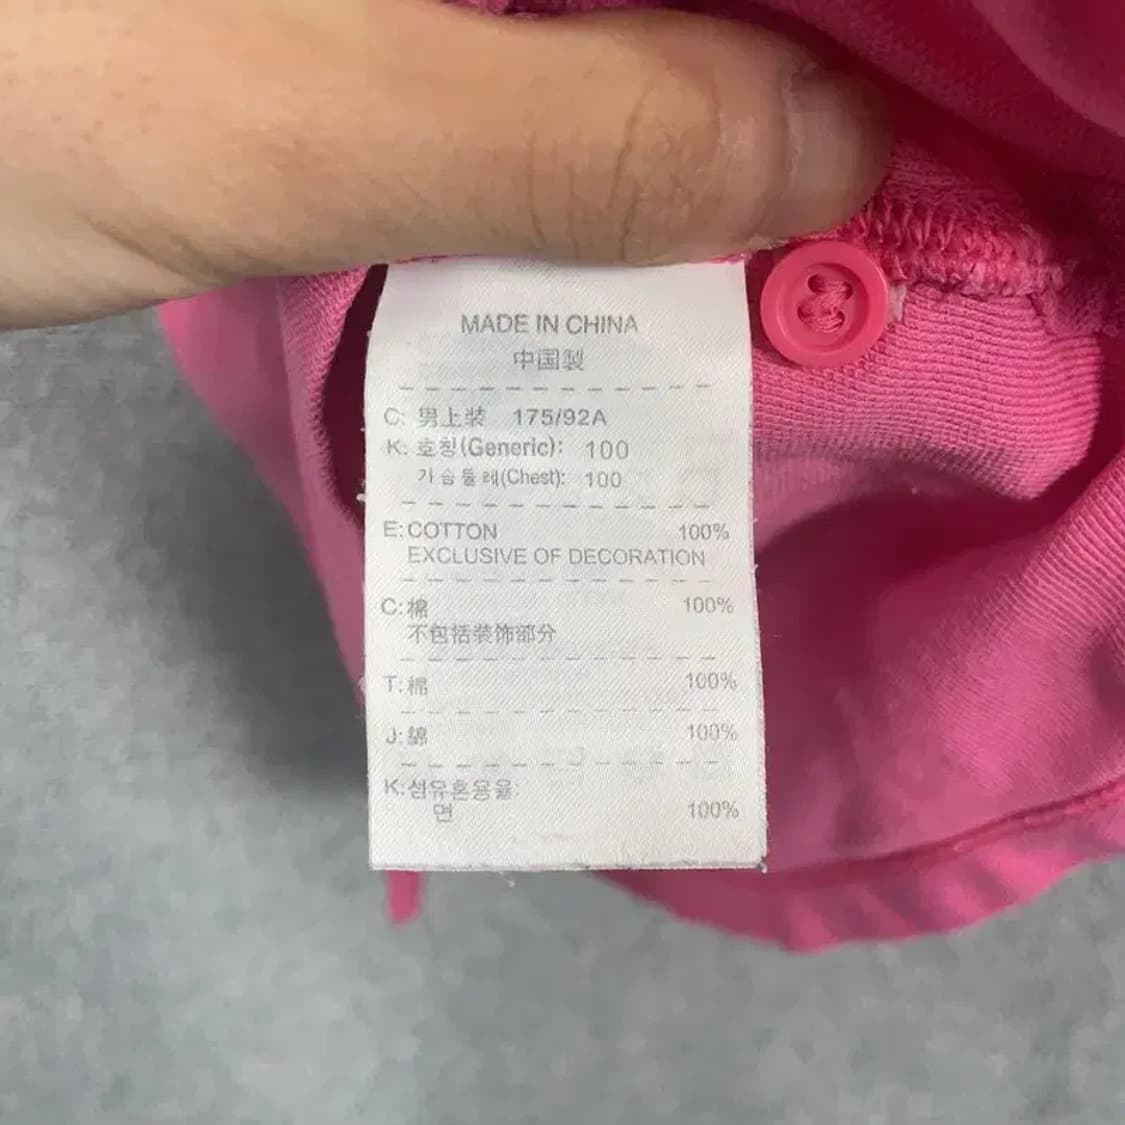 MADE IN CHINA
中国製
C: 男上装 175/92A
K: 호칭(Generic): 100
가슴둘레(Chest): 100
E: COTTON 100%
EXCLUSIVE OF DECORATION
C: 棉 100%
不包括装饰部分
T: 棉 100%
J: 綿 100%
K: 섬유혼용율:
면 100%